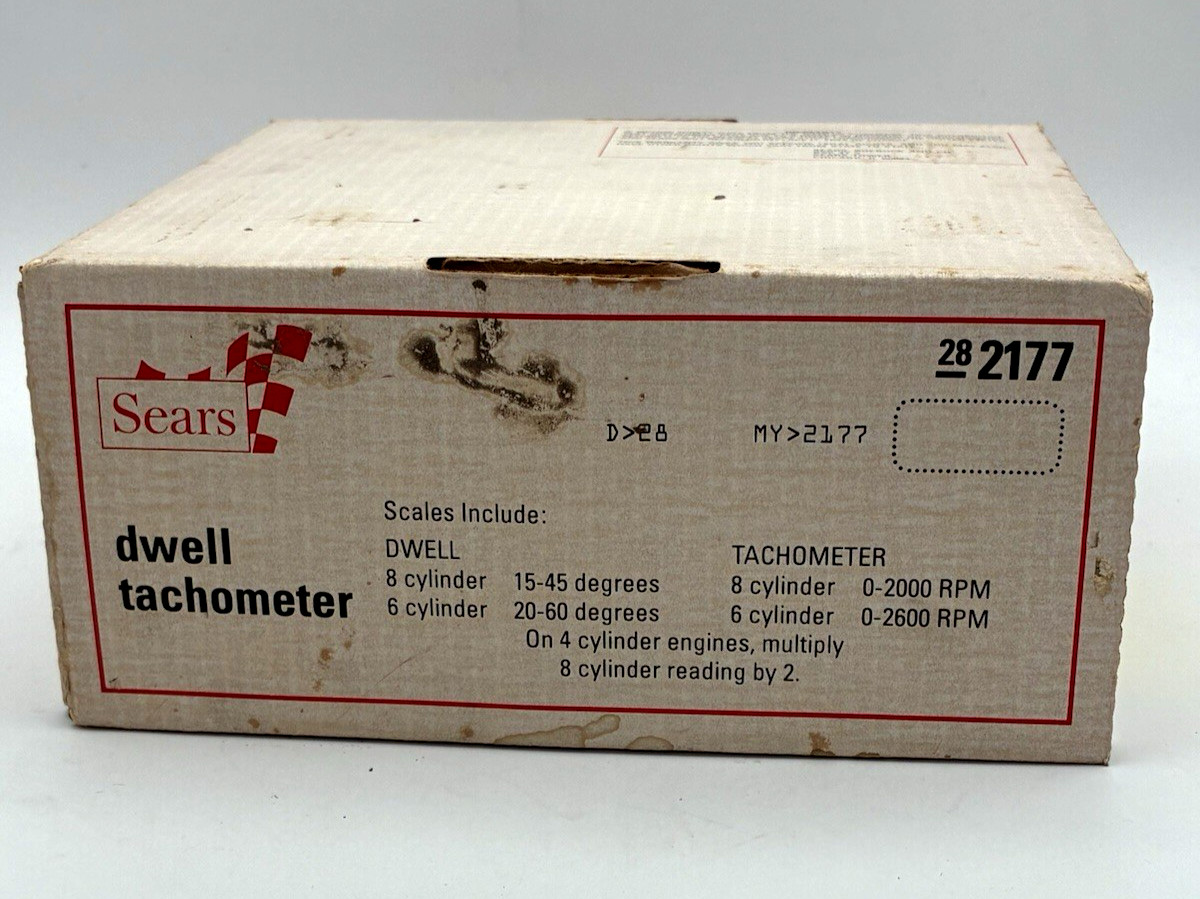 28 2177
Sears
D>28 MY>2177
Scales Include:
dwell
tachometer
DWELL TACHOMETER
8 cylinder 15-45 degrees 8 cylinder 0-2000 RPM
6 cylinder 20-60 degrees 6 cylinder 0-2600 RPM
On 4 cylinder engines, multiply
8 cylinder reading by 2.